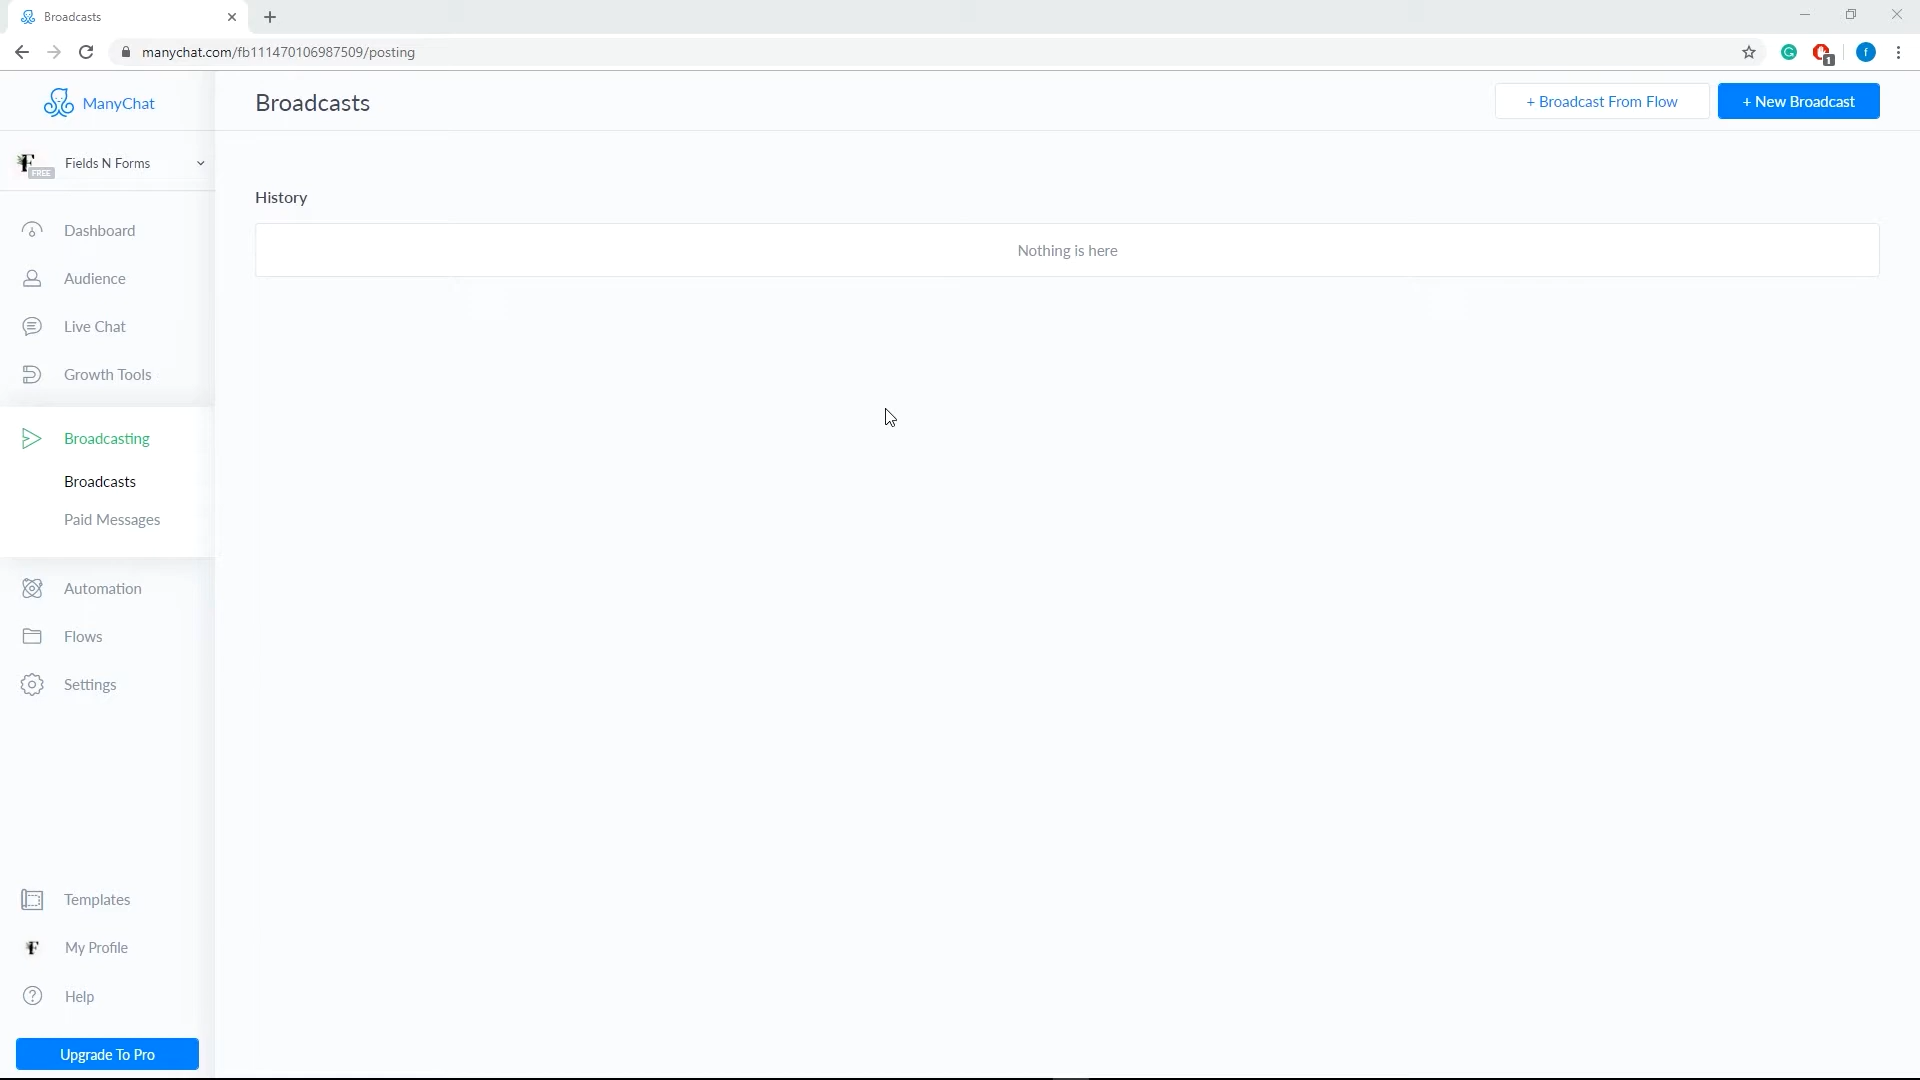 Broadcasts
manychat.com/fb111470106987509/posting
1
f
ManyChat
Broadcasts
+ Broadcast From Flow
+ New Broadcast
F
FREE
Fields N Forms
History
Nothing is here
Dashboard
Audience
Live Chat
Growth Tools
Broadcasting
Broadcasts
Paid Messages
Automation
Flows
Settings
Templates
F
My Profile
Help
Upgrade To Pro